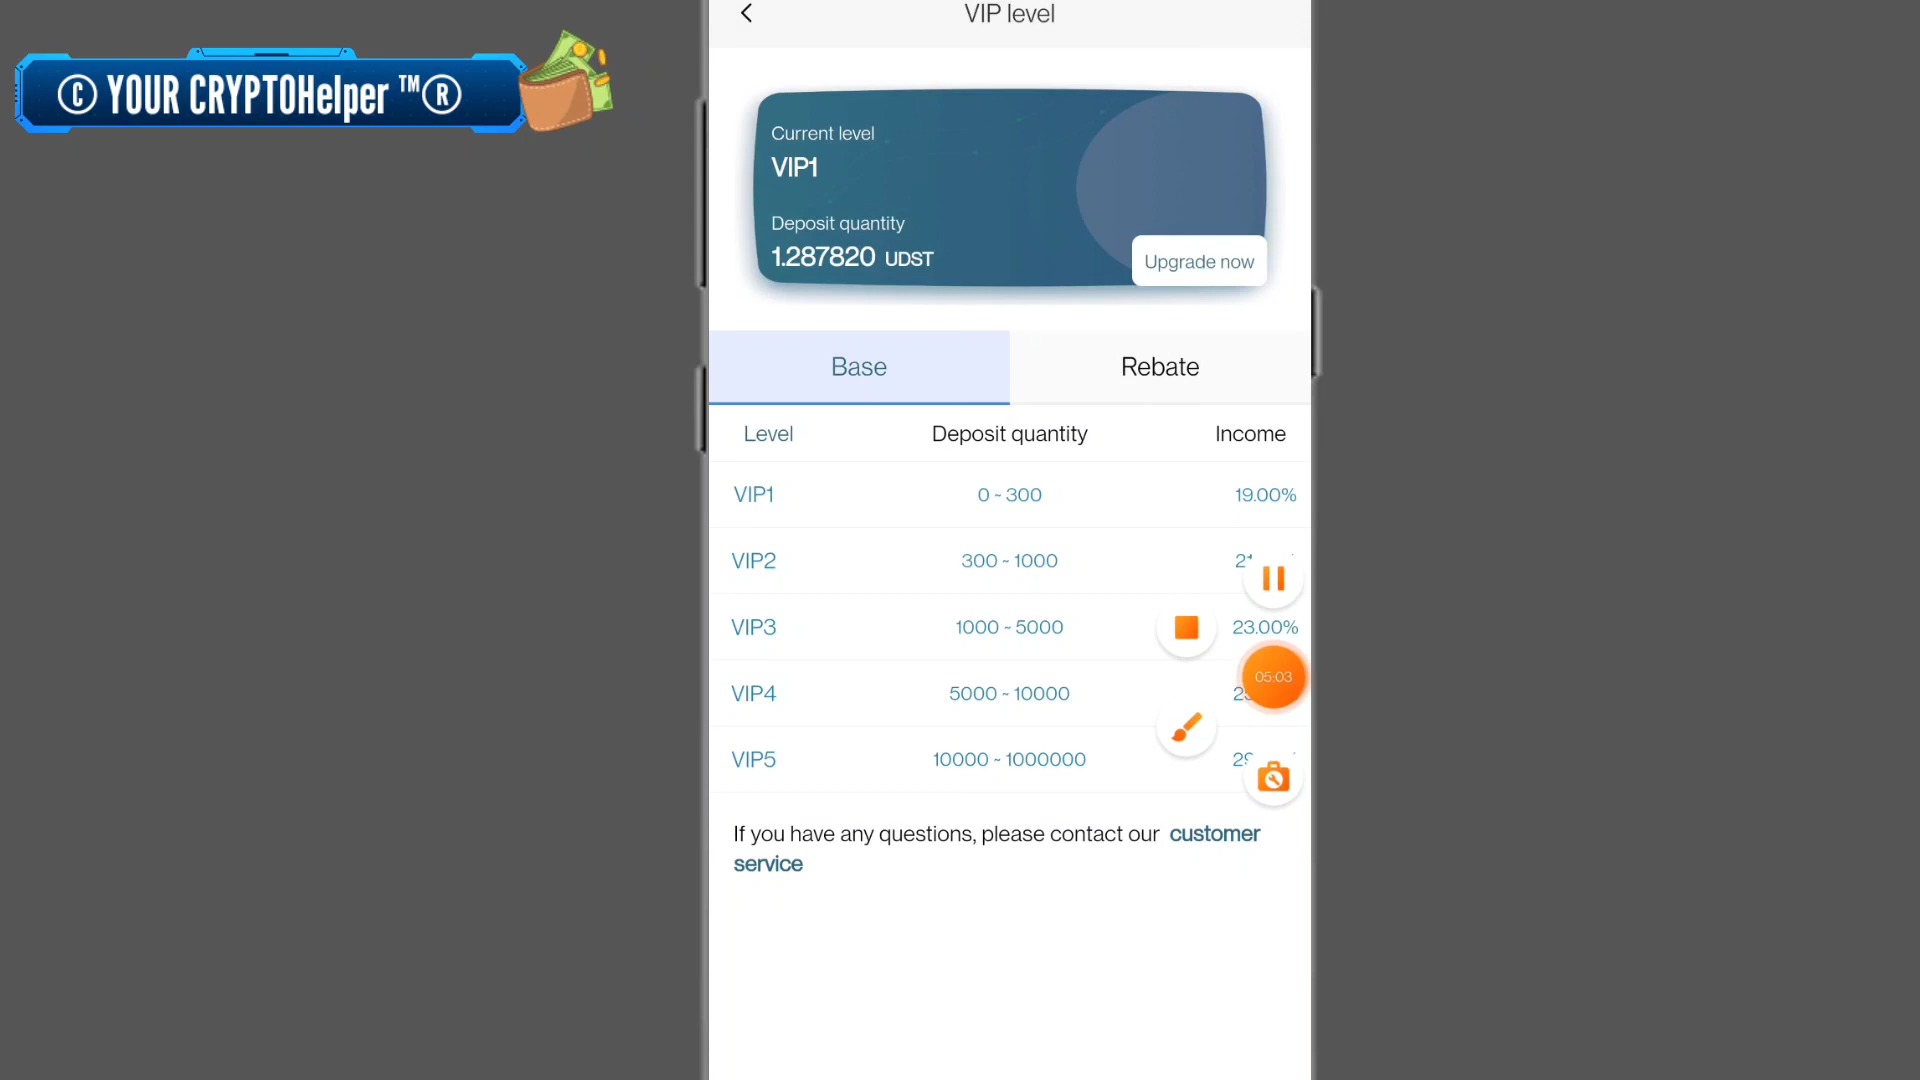 VIP level
© YOUR CRYPTOHelper ™®
Current level
VIP1
Deposit quantity
1.287820 UDST
Upgrade now
Base Rebate
Level Deposit quantity Income
VIP1 0 ~ 300 19.00%
VIP2 300 ~ 1000
VIP3 1000 ~ 5000 23.00%
05:03
VIP4 5000 ~ 10000
VIP5 10000 ~ 1000000
If you have any questions, please contact our customer
service